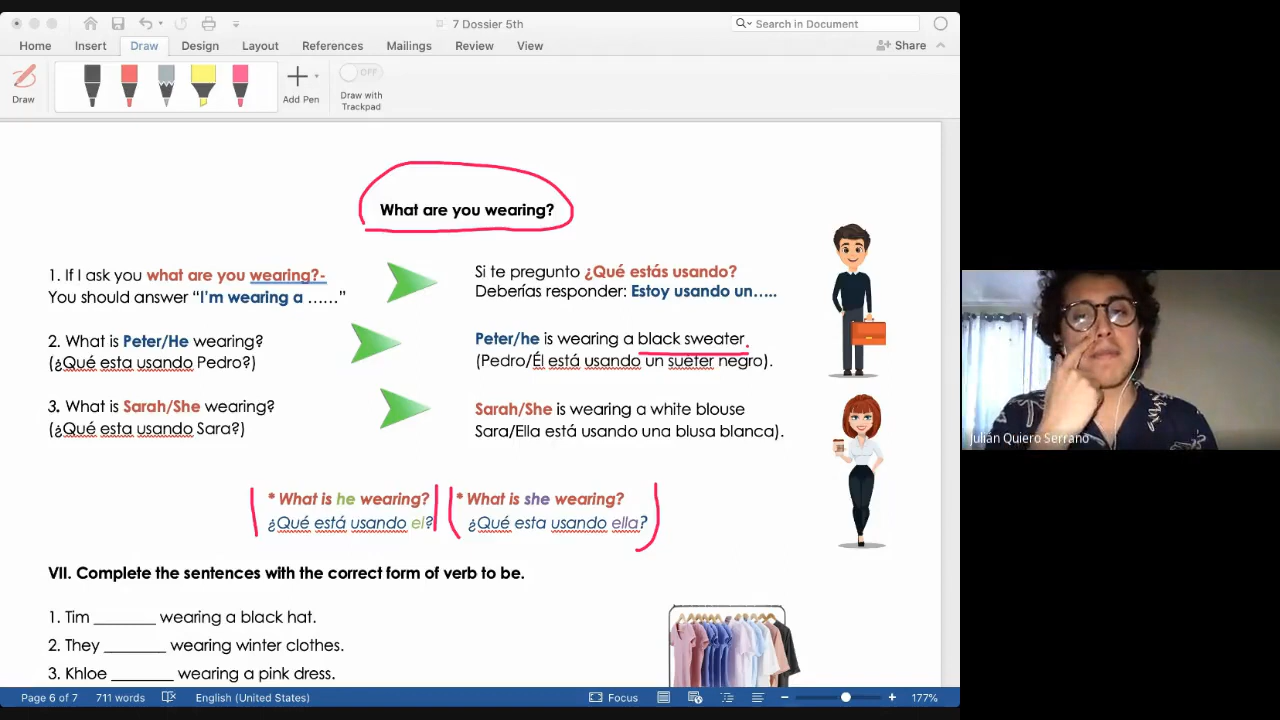 7 Dossier 5th
Search in Document
Home Insert Draw Design Layout References Mailings Review View
Share
OFF
Draw
Add Pen
Draw with
Trackpad
What are you wearing?
1. If I ask you what are you wearing?-
You should answer “I’m wearing a ……”
Si te pregunto ¿Qué estás usando?
Deberías responder: Estoy usando un…..
2. What is Peter/He wearing?
(¿Qué esta usando Pedro?)
Peter/he is wearing a black sweater.
(Pedro/Él está usando un suéter negro).
3. What is Sarah/She wearing?
(¿Qué esta usando Sara?)
Sarah/She is wearing a white blouse
Sara/Ella está usando una blusa blanca).
* What is he wearing?
¿Qué está usando el?
* What is she wearing?
¿Qué esta usando ella?
VII. Complete the sentences with the correct form of verb to be.
1. Tim _______ wearing a black hat.
2. They _______ wearing winter clothes.
3. Khloe _______ wearing a pink dress.
Page 6 of 7
711 words
English (United States)
Focus
177%
Julián Quiero Serrano